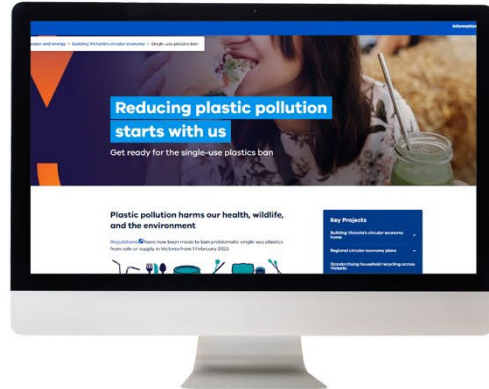 Information
water and energy > Building Victoria's circular economy > Single-use plastics ban
Reducing plastic pollution
starts with us
Get ready for the single-use plastics ban
Plastic pollution harms our health, wildlife,
and the environment
Regulations have now been made to ban problematic single-use plastics
from sale or supply in Victoria from 1 February 2023.
Key Projects
Building Victoria's circular economy
home
Regional circular economy plans
Standardising household recycling across
Victoria